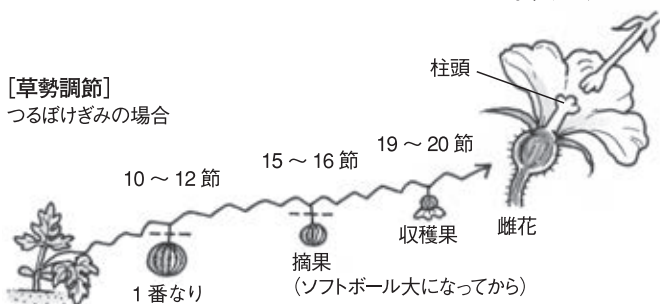 [草勢調節]
つるぼけぎみの場合
柱頭
10～12節
15～16節
19～20節
1番なり
摘果
(ソフトボール大になってから)
収穫果
雌花